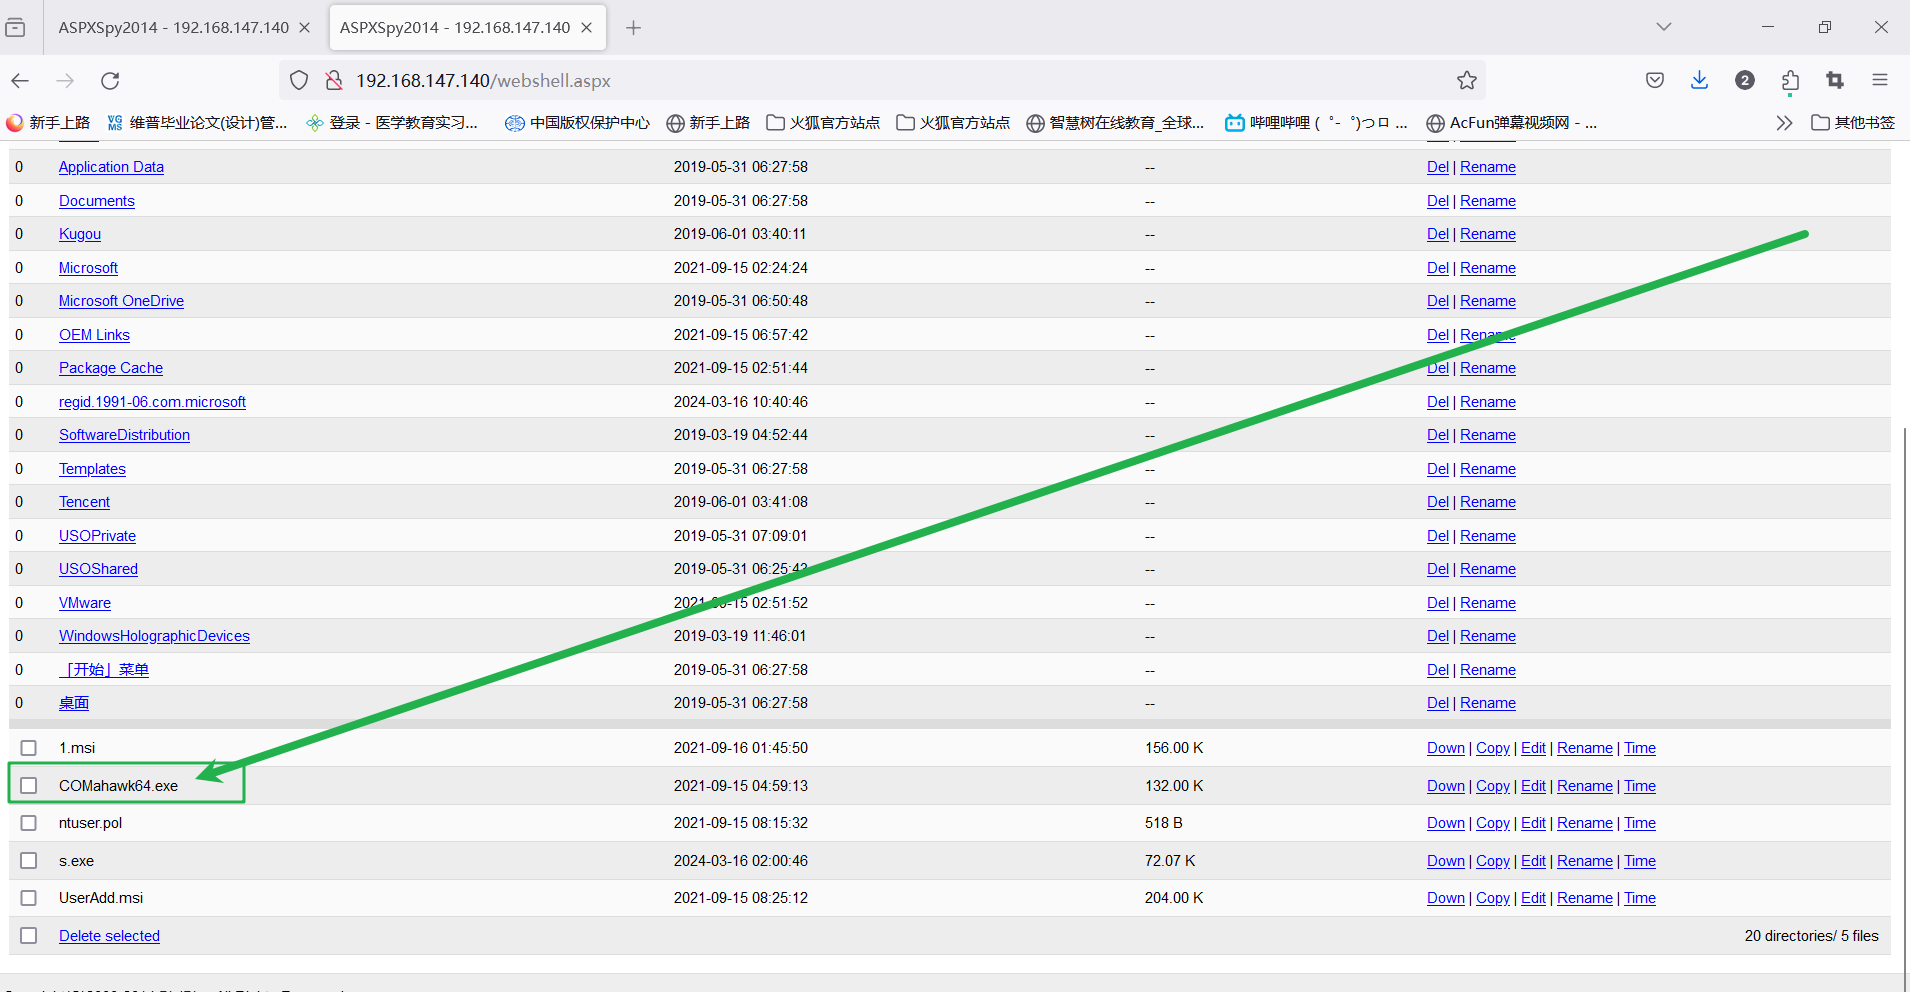 ASPXSpy2014 - 192.168.147.140 ASPXSpy2014 - 192.168.147.140
192.168.147.140/webshell.aspx 2
新手上路 维普毕业论文(设计)管... 登录 - 医学教育实习... 中国版权保护中心 新手上路 火狐官方站点 火狐官方站点 智慧树在线教育_全球... 哔哩哔哩 ( ゜- ゜)つロ ... AcFun弹幕视频网 - ... 其他书签
0 Application Data 2019-05-31 06:27:58 -- Del | Rename
0 Documents 2019-05-31 06:27:58 -- Del | Rename
0 Kugou 2019-06-01 03:40:11 -- Del | Rename
0 Microsoft 2021-09-15 02:24:24 -- Del | Rename
0 Microsoft OneDrive 2019-05-31 06:50:48 -- Del | Rename
0 OEM Links 2021-09-15 06:57:42 -- Del | Rename
0 Package Cache 2021-09-15 02:51:44 -- Del | Rename
0 regid.1991-06.com.microsoft 2024-03-16 10:40:46 -- Del | Rename
0 SoftwareDistribution 2019-03-19 04:52:44 -- Del | Rename
0 Templates 2019-05-31 06:27:58 -- Del | Rename
0 Tencent 2019-06-01 03:41:08 -- Del | Rename
0 USOPrivate 2019-05-31 07:09:01 -- Del | Rename
0 USOShared 2019-05-31 06:25:43 -- Del | Rename
0 VMware 2021-09-15 02:51:52 -- Del | Rename
0 WindowsHolographicDevices 2019-03-19 11:46:01 -- Del | Rename
0 「开始」菜单 2019-05-31 06:27:58 -- Del | Rename
0 桌面 2019-05-31 06:27:58 -- Del | Rename
1.msi 2021-09-16 01:45:50 156.00 K Down | Copy | Edit | Rename | Time
COMahawk64.exe 2021-09-15 04:59:13 132.00 K Down | Copy | Edit | Rename | Time
ntuser.pol 2021-09-15 08:15:32 518 B Down | Copy | Edit | Rename | Time
s.exe 2024-03-16 02:00:46 72.07 K Down | Copy | Edit | Rename | Time
UserAdd.msi 2021-09-15 08:25:12 204.00 K Down | Copy | Edit | Rename | Time
Delete selected 20 directories/ 5 files